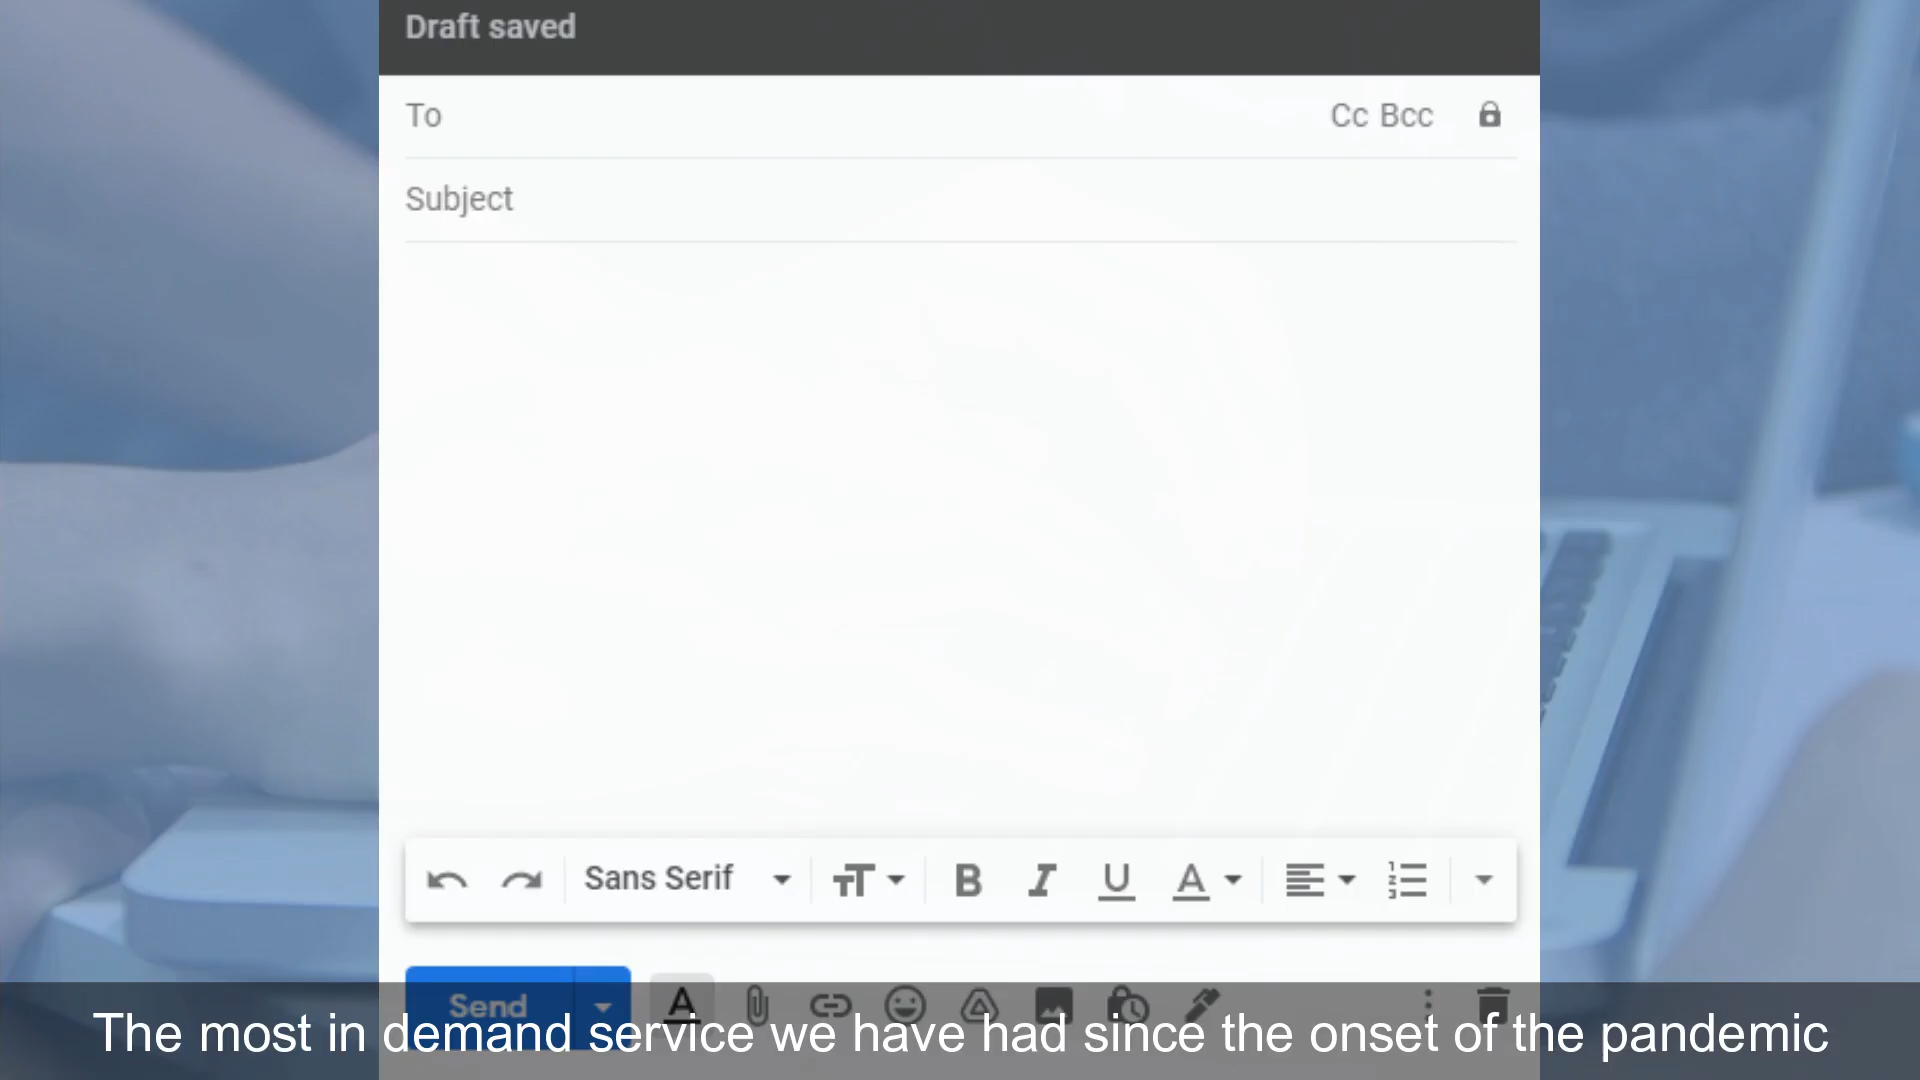 Draft saved
To Cc Bcc
Subject
Sans Serif
Send
The most in demand service we have had since the onset of the pandemic